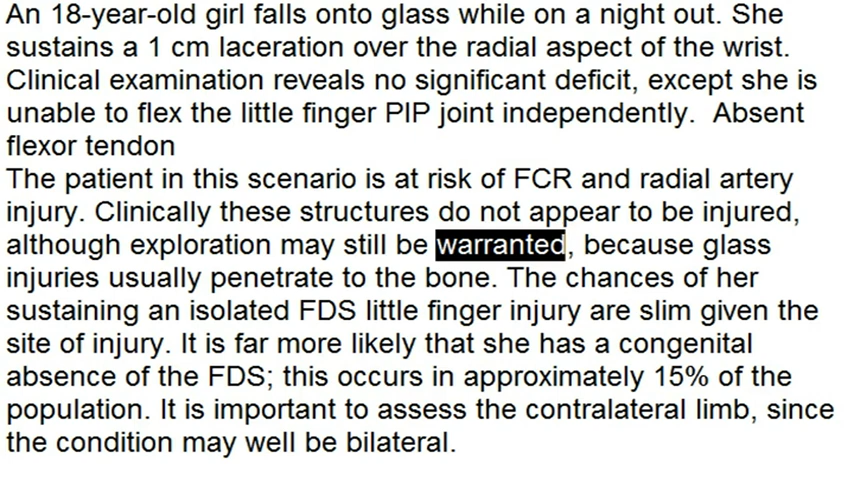 An 18-year-old girl falls onto glass while on a night out. She
sustains a 1 cm laceration over the radial aspect of the wrist.
Clinical examination reveals no significant deficit, except she is
unable to flex the little finger PIP joint independently.  Absent
flexor tendon
The patient in this scenario is at risk of FCR and radial artery
injury. Clinically these structures do not appear to be injured,
although exploration may still be warranted, because glass
injuries usually penetrate to the bone. The chances of her
sustaining an isolated FDS little finger injury are slim given the
site of injury. It is far more likely that she has a congenital
absence of the FDS; this occurs in approximately 15% of the
population. It is important to assess the contralateral limb, since
the condition may well be bilateral.